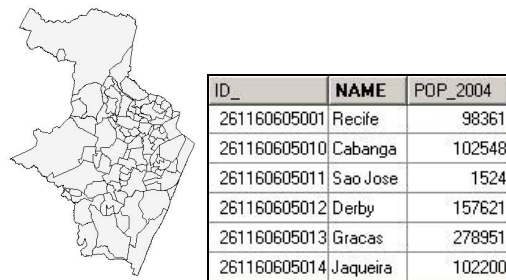 ID_ NAME POP_2004
261160605001 Recife 98361
261160605010 Cabanga 102548
261160605011 Sao Jose 1524
261160605012 Derby 157621
261160605013 Gracas 278951
261160605014 Jaqueira 102200